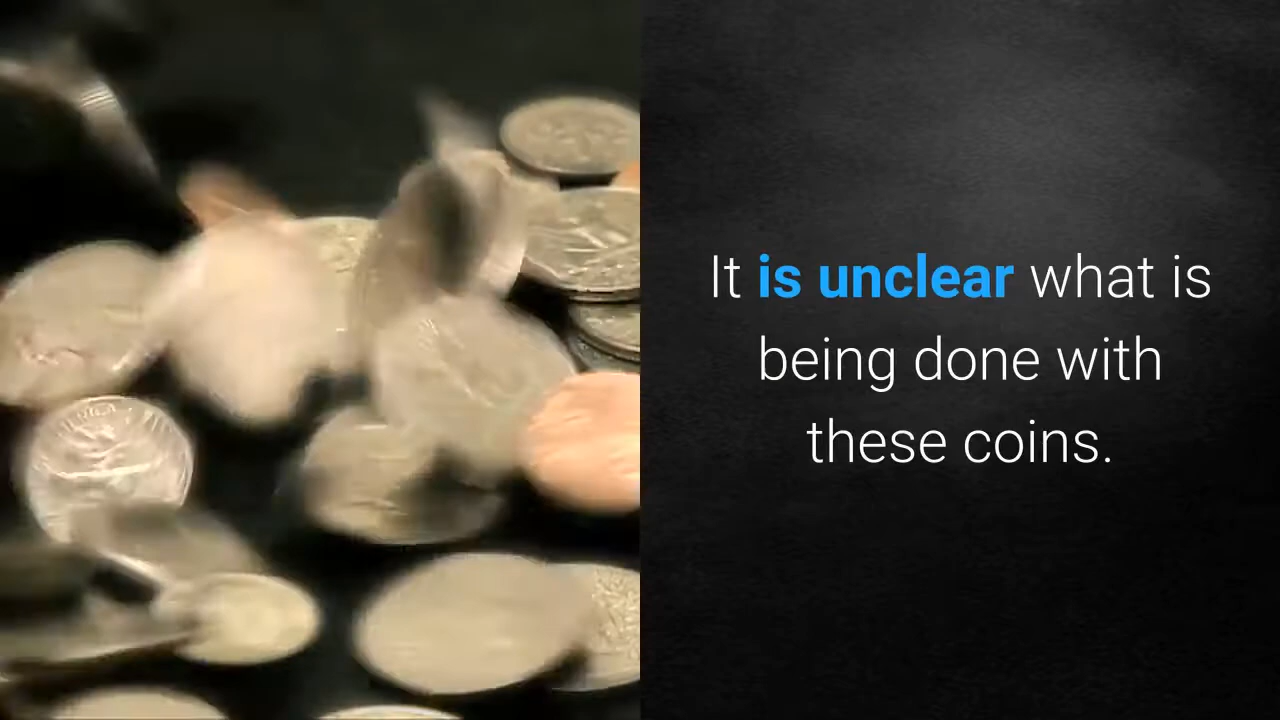 It is unclear what is
being done with
these coins.